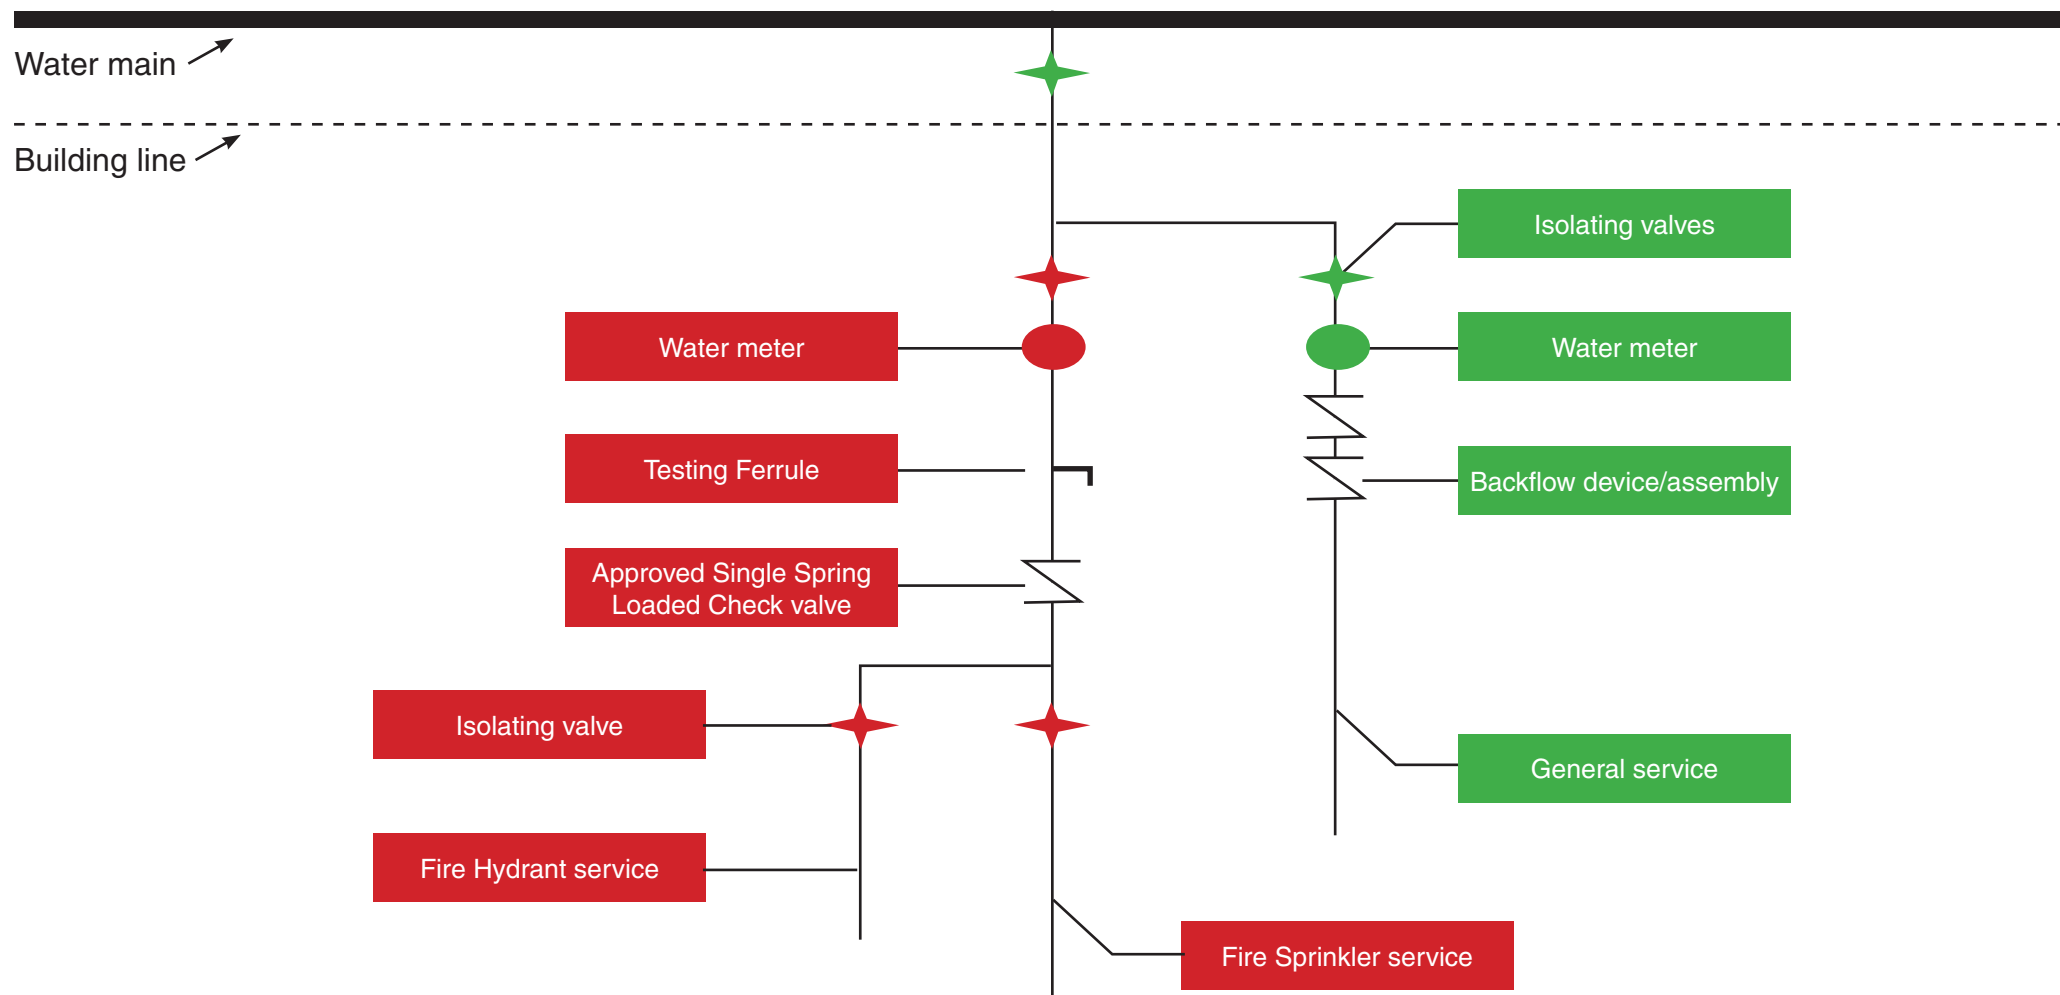 Water main
Building line
Isolating valves
Water meter
Water meter
Testing Ferrule
Backflow device/assembly
Approved Single Spring
Loaded Check valve
Isolating valve
General service
Fire Hydrant service
Fire Sprinkler service